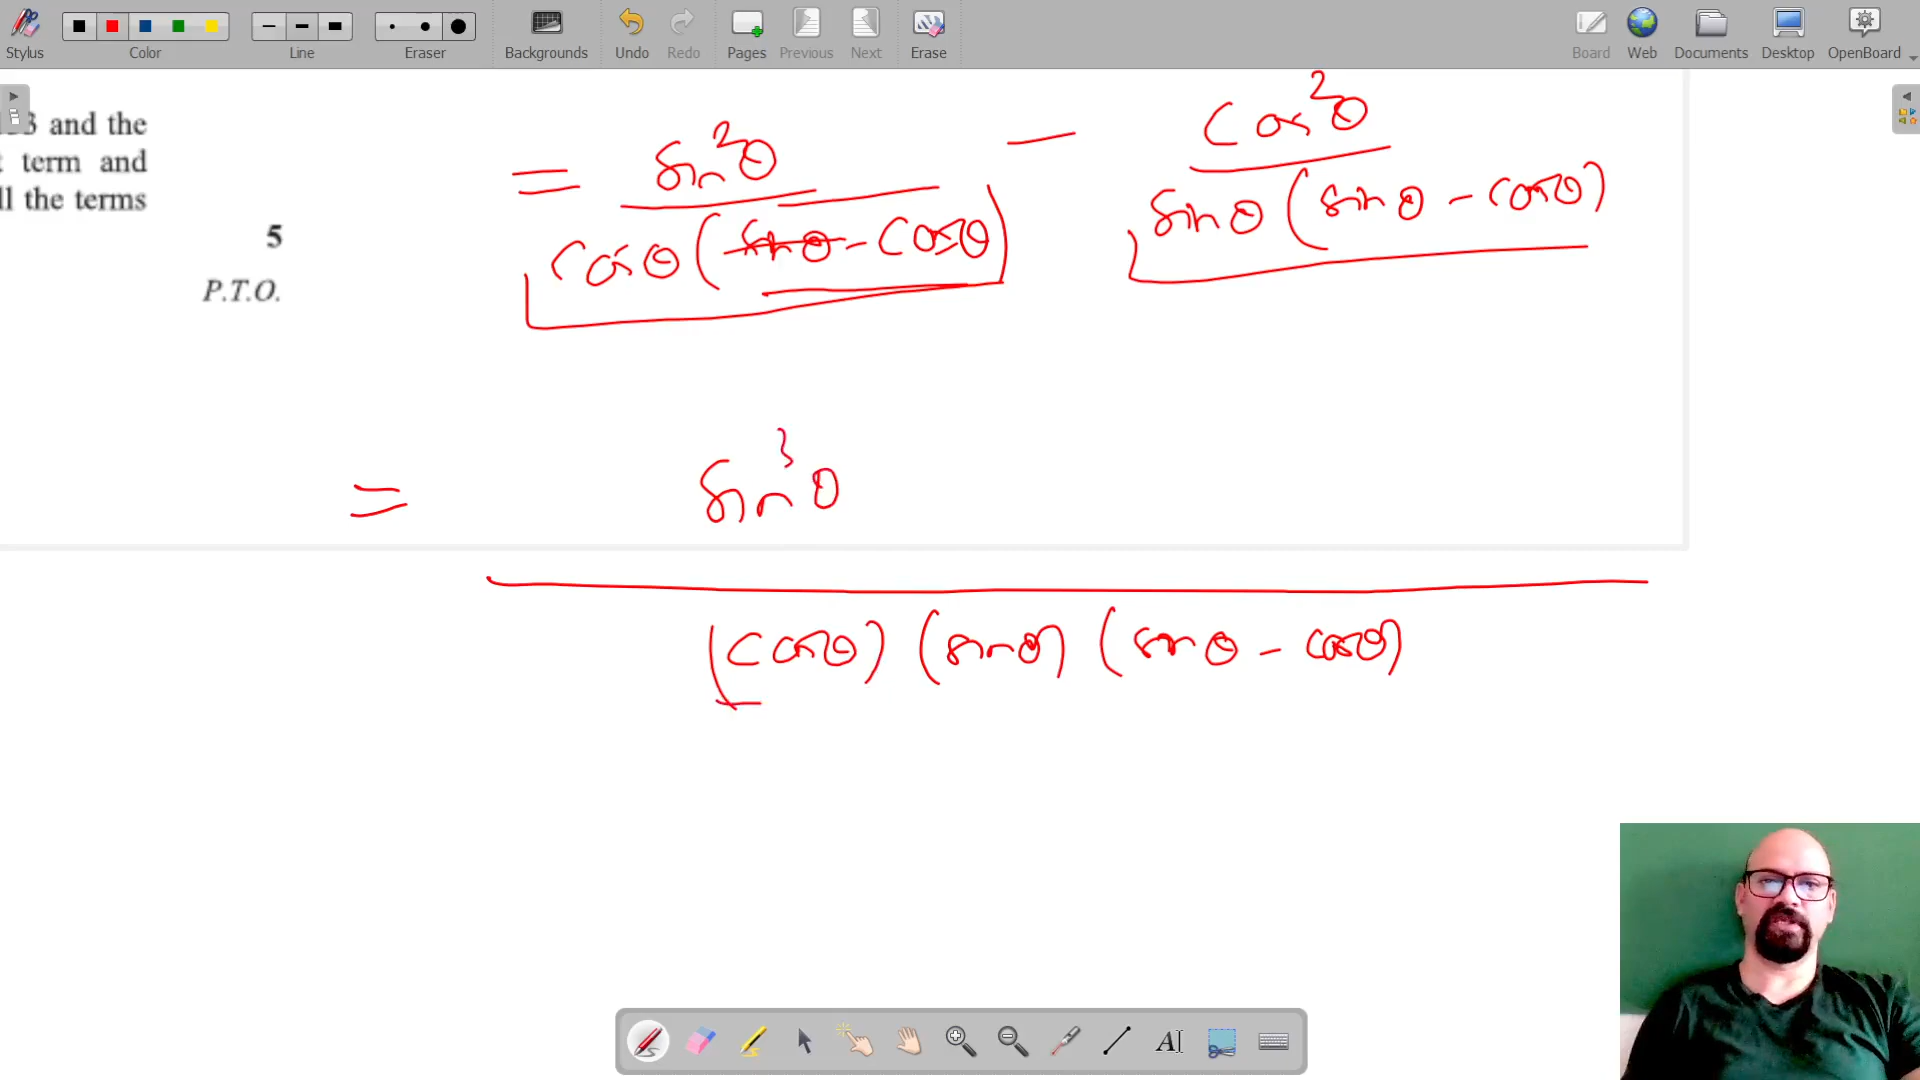 Stylus Color Line Eraser Backgrounds Undo Redo Pages Previous Next Erase Board Web Documents Desktop OpenBoard
3 and the
term and
ll the terms
5
P.T.O.
= sin²θ / cosθ (sinθ - cosθ) — cos²θ / sinθ (sinθ - cosθ)
= sin³θ
(cosθ) (sinθ) (sinθ - cosθ)